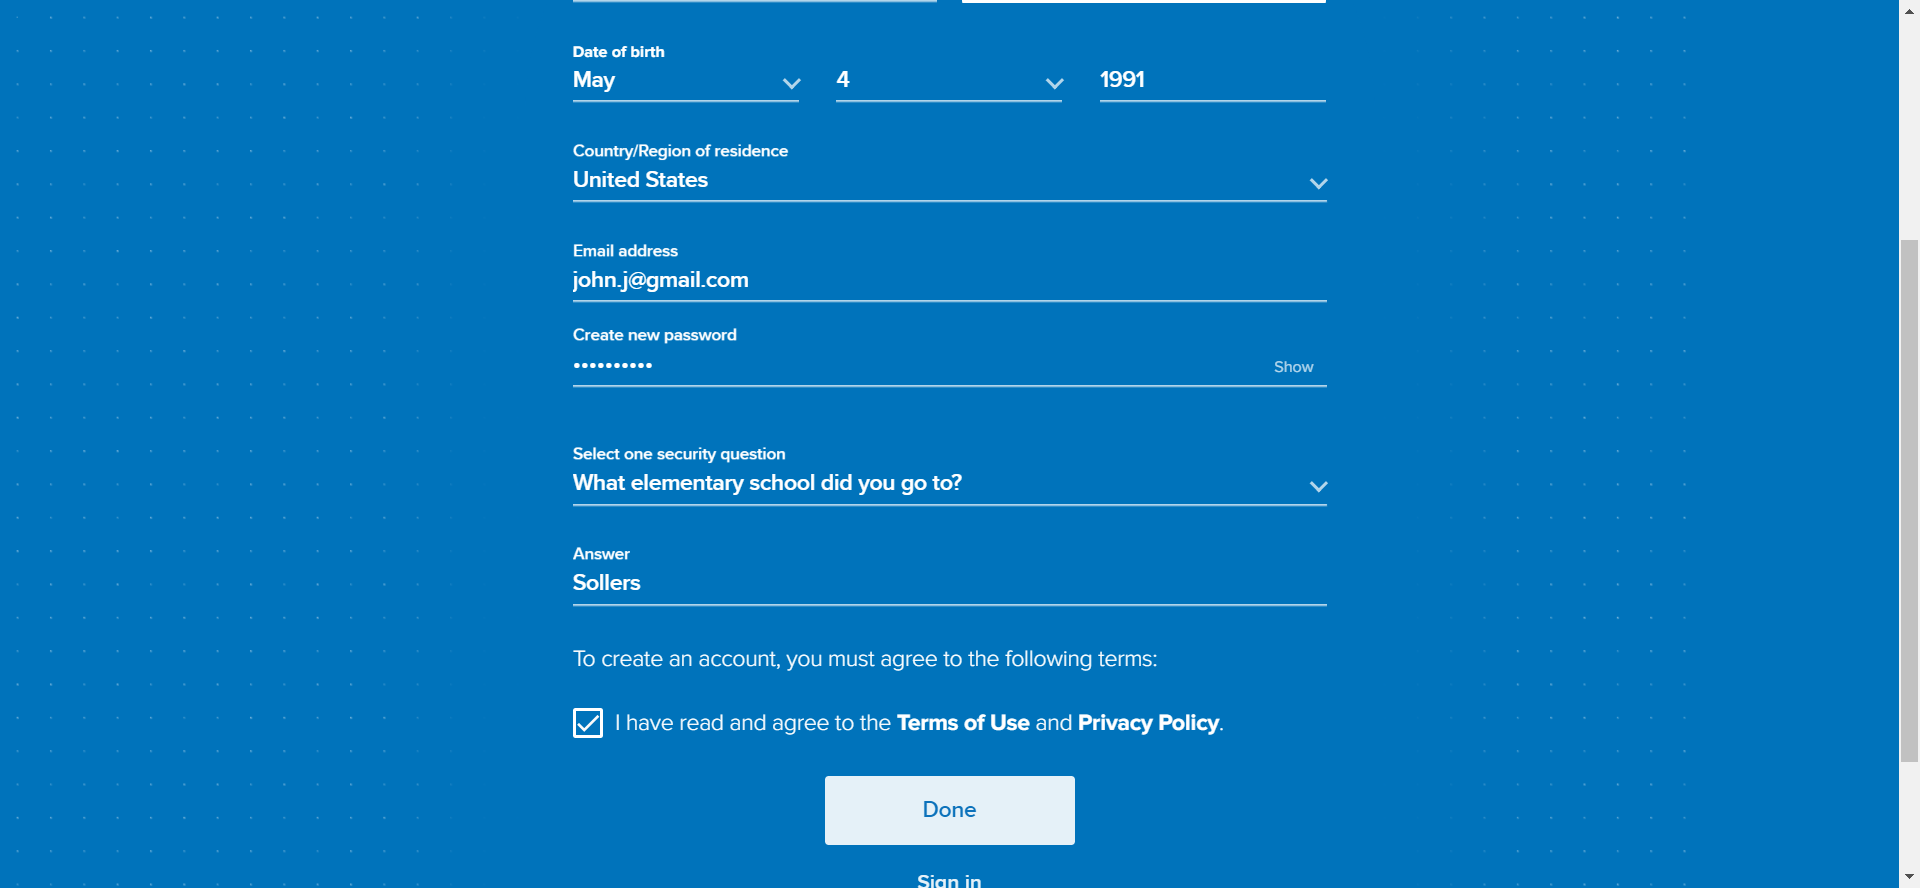 Date of birth
May 4 1991
Country/Region of residence
United States
Email address
john.j@gmail.com
Create new password
•••••••••• Show
Select one security question
What elementary school did you go to?
Answer
Sollers
To create an account, you must agree to the following terms:
I have read and agree to the Terms of Use and Privacy Policy.
Done
Sign in